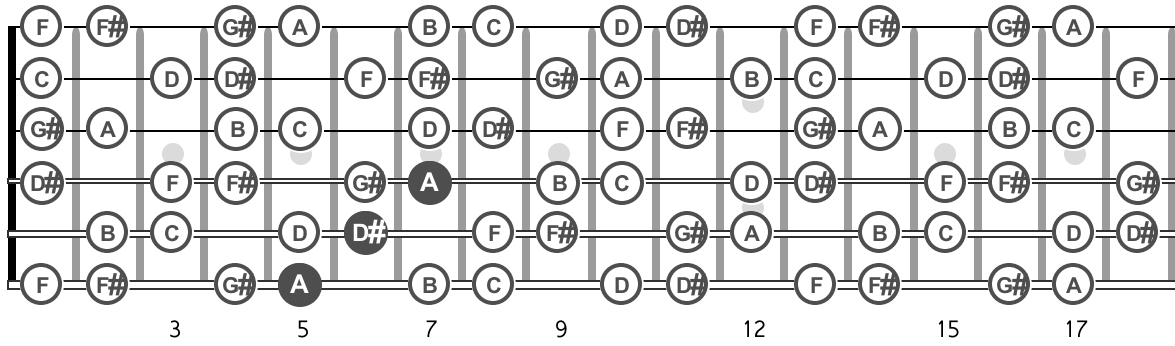 F F# G# A B C D D# F F# G# A
C D D# F F# G# A B C D D# F
G# A B C D D# F F# G# A B C
D# F F# G# A B C D D# F F# G#
B C D D# F F# G# A B C D D#
F F# G# A B C D D# F F# G# A
3 5 7 9 12 15 17